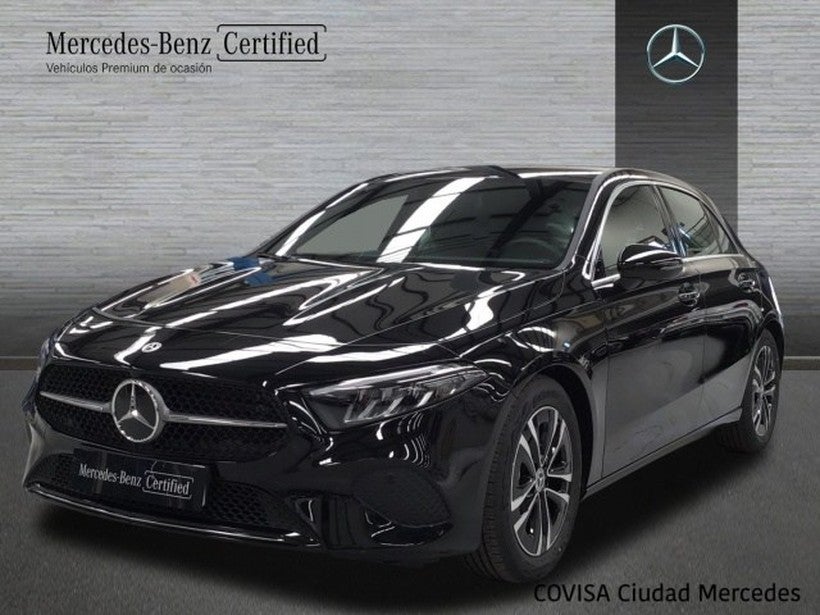 Mercedes-Benz Certified
Vehículos Premium de ocasión
Mercedes-Benz Certified
COVISA Ciudad Mercedes